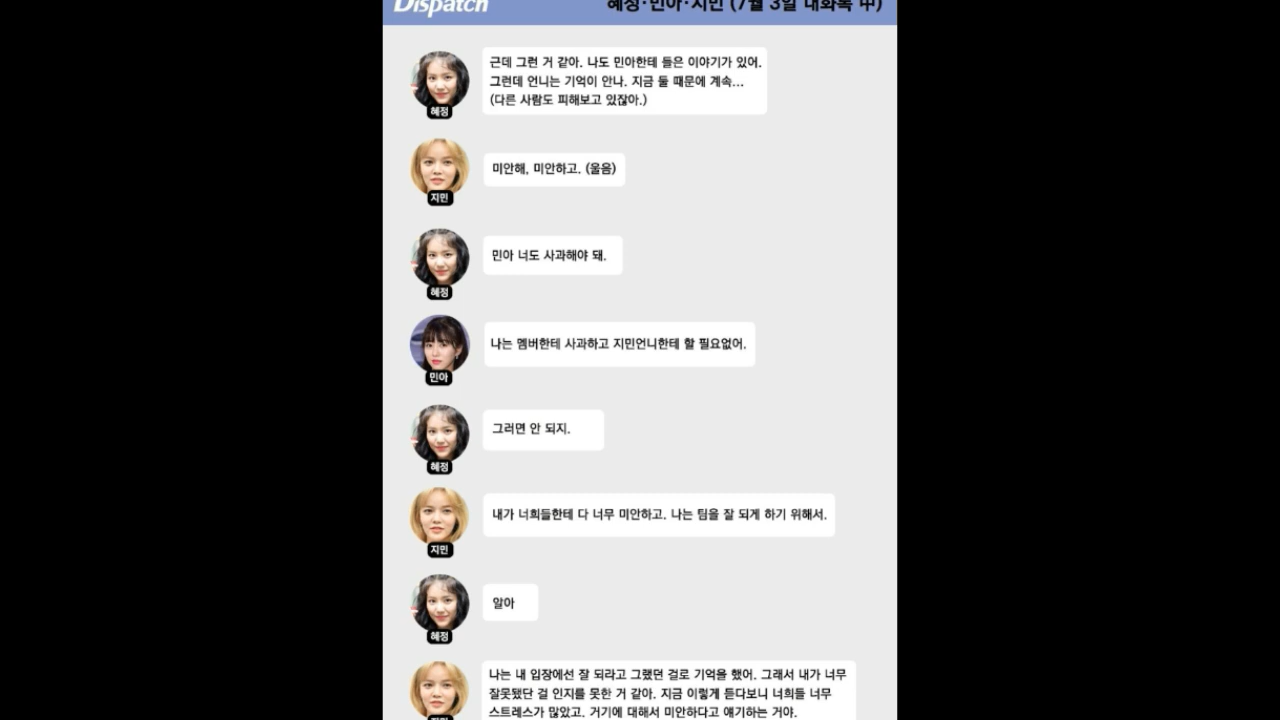 Dispatch
혜정·민아·지민 (7월 3일 대화록 中)
근데 그런 거 같아. 나도 민아한테 들은 이야기가 있어.
그런데 언니는 기억이 안나. 지금 둘 때문에 계속...
(다른 사람도 피해보고 있잖아.)
혜정
미안해, 미안하고. (울음)
지민
민아 너도 사과해야 돼.
혜정
나는 멤버한테 사과하고 지민언니한테 할 필요없어.
민아
그러면 안 되지.
혜정
내가 너희들한테 다 너무 미안하고. 나는 팀을 잘 되게 하기 위해서.
지민
알아
혜정
나는 내 입장에선 잘 되라고 그랬던 걸로 기억을 했어. 그래서 내가 너무
잘못됐단 걸 인지를 못한 거 같아. 지금 이렇게 듣다보니 너희들 너무
스트레스가 많았고. 거기에 대해서 미안하다고 얘기하는 거야.
지민